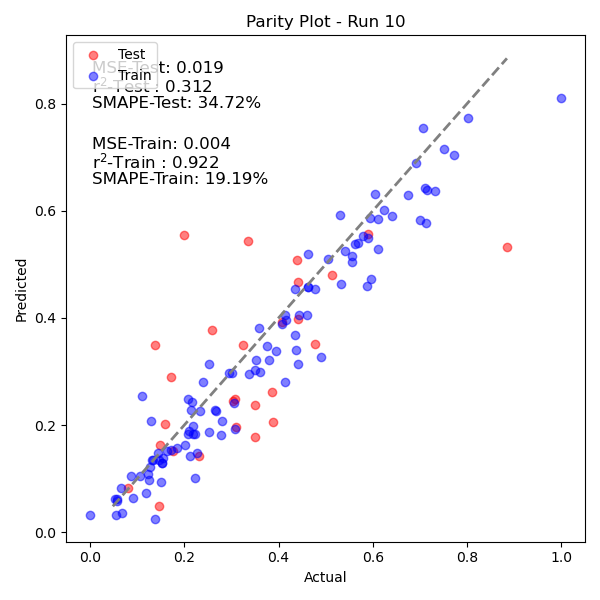 Parity Plot - Run 10
Test
Train
MSE-Test: 0.019
r²-Test : 0.312
SMAPE-Test: 34.72%
MSE-Train: 0.004
r²-Train : 0.922
SMAPE-Train: 19.19%
Predicted
0.8
0.6
0.4
0.2
0.0
0.0 0.2 0.4 0.6 0.8 1.0
Actual